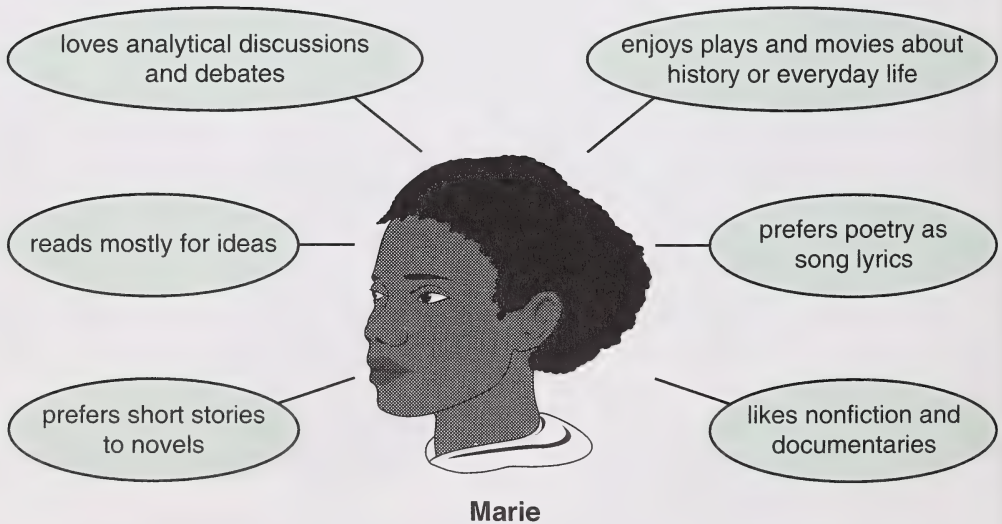 loves analytical discussions
and debates
enjoys plays and movies about
history or everyday life
reads mostly for ideas
prefers poetry as
song lyrics
prefers short stories
to novels
likes nonfiction and
documentaries
Marie